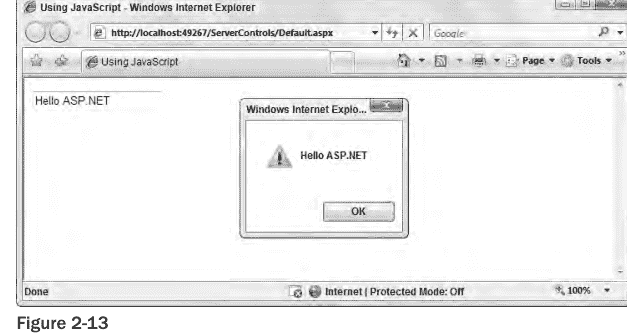 Using JavaScript - Windows Internet Explorer
http://localhost:49267/ServerControls/Default.aspx
Google
Using JavaScript
Page
Tools
Hello ASP.NET
Windows Internet Explo...
Hello ASP.NET
OK
Done
Internet | Protected Mode: Off
100%
Figure 2-13